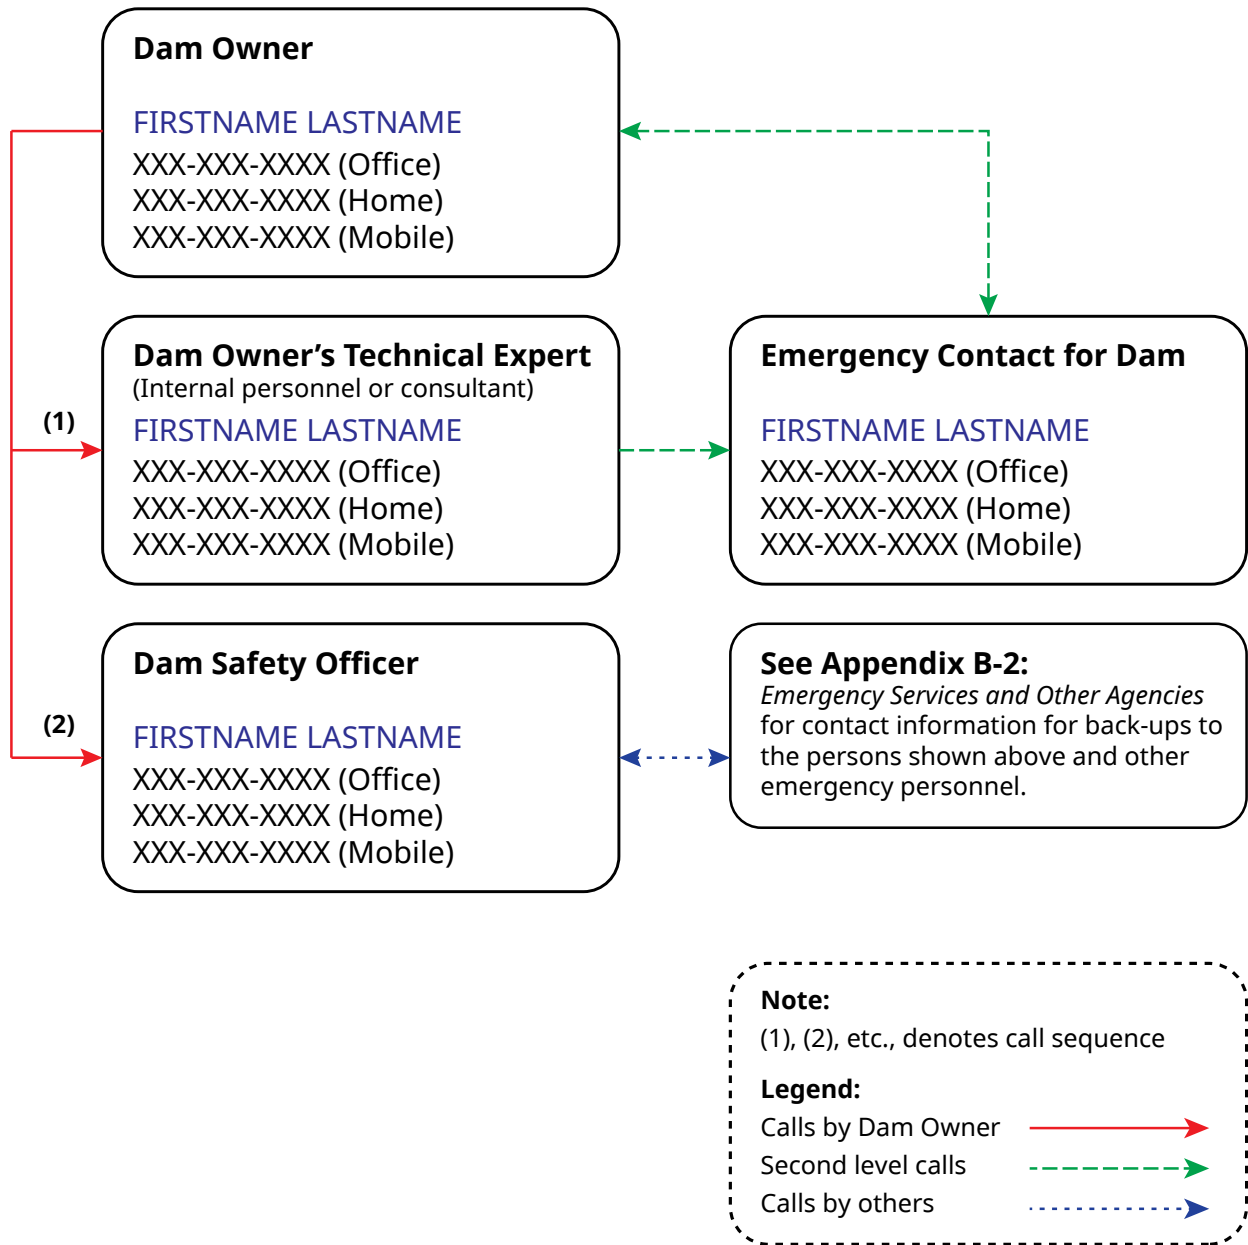 Dam Owner
FIRSTNAME LASTNAME
XXX-XXX-XXXX (Office)
XXX-XXX-XXXX (Home)
XXX-XXX-XXXX (Mobile)
(1)
Dam Owner’s Technical Expert
(Internal personnel or consultant)
FIRSTNAME LASTNAME
XXX-XXX-XXXX (Office)
XXX-XXX-XXXX (Home)
XXX-XXX-XXXX (Mobile)
Emergency Contact for Dam
FIRSTNAME LASTNAME
XXX-XXX-XXXX (Office)
XXX-XXX-XXXX (Home)
XXX-XXX-XXXX (Mobile)
(2)
Dam Safety Officer
FIRSTNAME LASTNAME
XXX-XXX-XXXX (Office)
XXX-XXX-XXXX (Home)
XXX-XXX-XXXX (Mobile)
See Appendix B-2:
Emergency Services and Other Agencies
for contact information for back-ups to
the persons shown above and other
emergency personnel.
Note:
(1), (2), etc., denotes call sequence
Legend:
Calls by Dam Owner
Second level calls
Calls by others